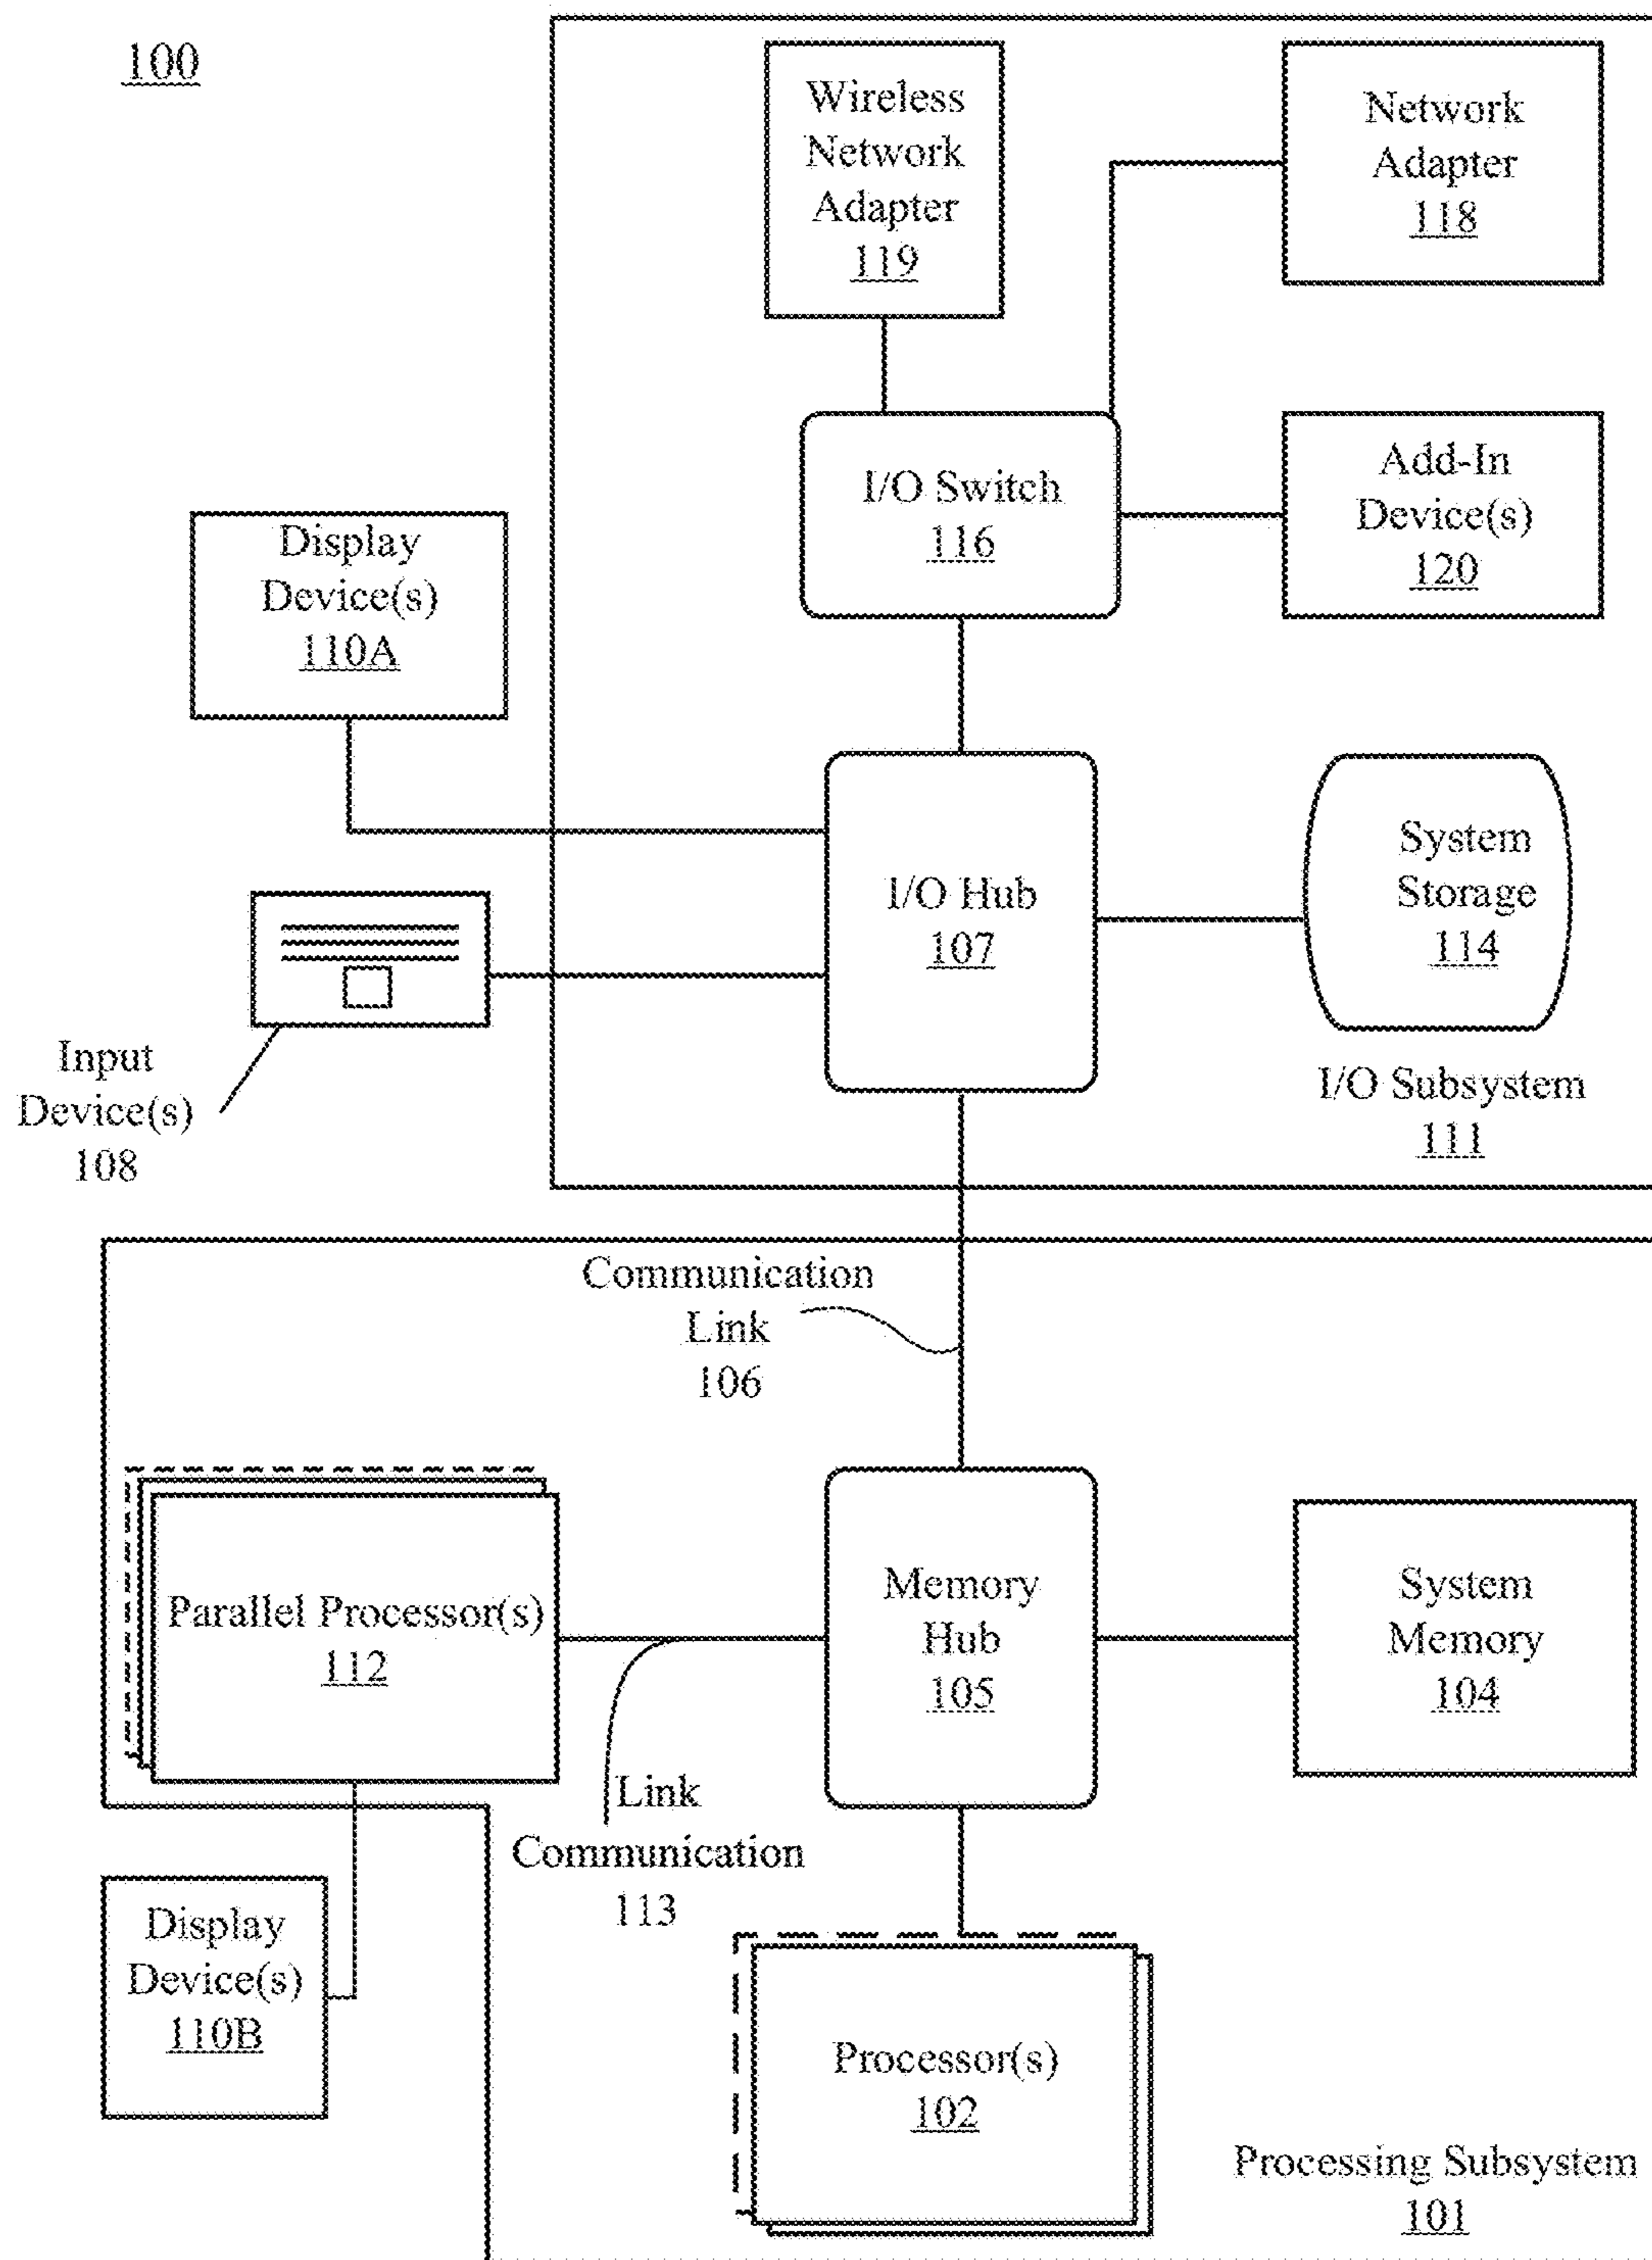 100
Wireless
Network
Adapter
119
Network
Adapter
118
I/O Switch
116
Add-In
Device(s)
120
Display
Device(s)
110A
I/O Hub
107
System
Storage
114
Input
Device(s)
108
I/O Subsystem
111
Communication
Link
106
Parallel Processor(s)
112
Memory
Hub
105
System
Memory
104
Link
Communication
113
Display
Device(s)
110B
Processor(s)
102
Processing Subsystem
101